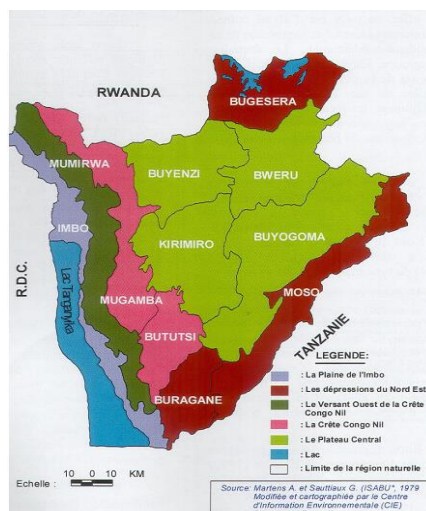 RWANDA
BUGESERA
MUMIRWA
BUYENZI
BWERU
IMBO
KIRIMIRO
BUYOGOMA
R.D.C.
Lac Tanganyika
MUGAMBA
MOSO
BUTUTSI
TANZANIE
BURAGANE
LEGENDE:
: La Plaine de l'Imbo
: Les dépressions du Nord Est
: Le Versant Ouest de la Crête
Congo Nil
: La Crête Congo Nil
: Le Plateau Central
: Lac
: Limite de la région naturelle
Echelle : 10 0 10 KM
Source: Martens A. et Sauttiaux G. (ISABU", 1979
Modifiée et cartographiée par le Centre
d'Information Environnementale (CIE)